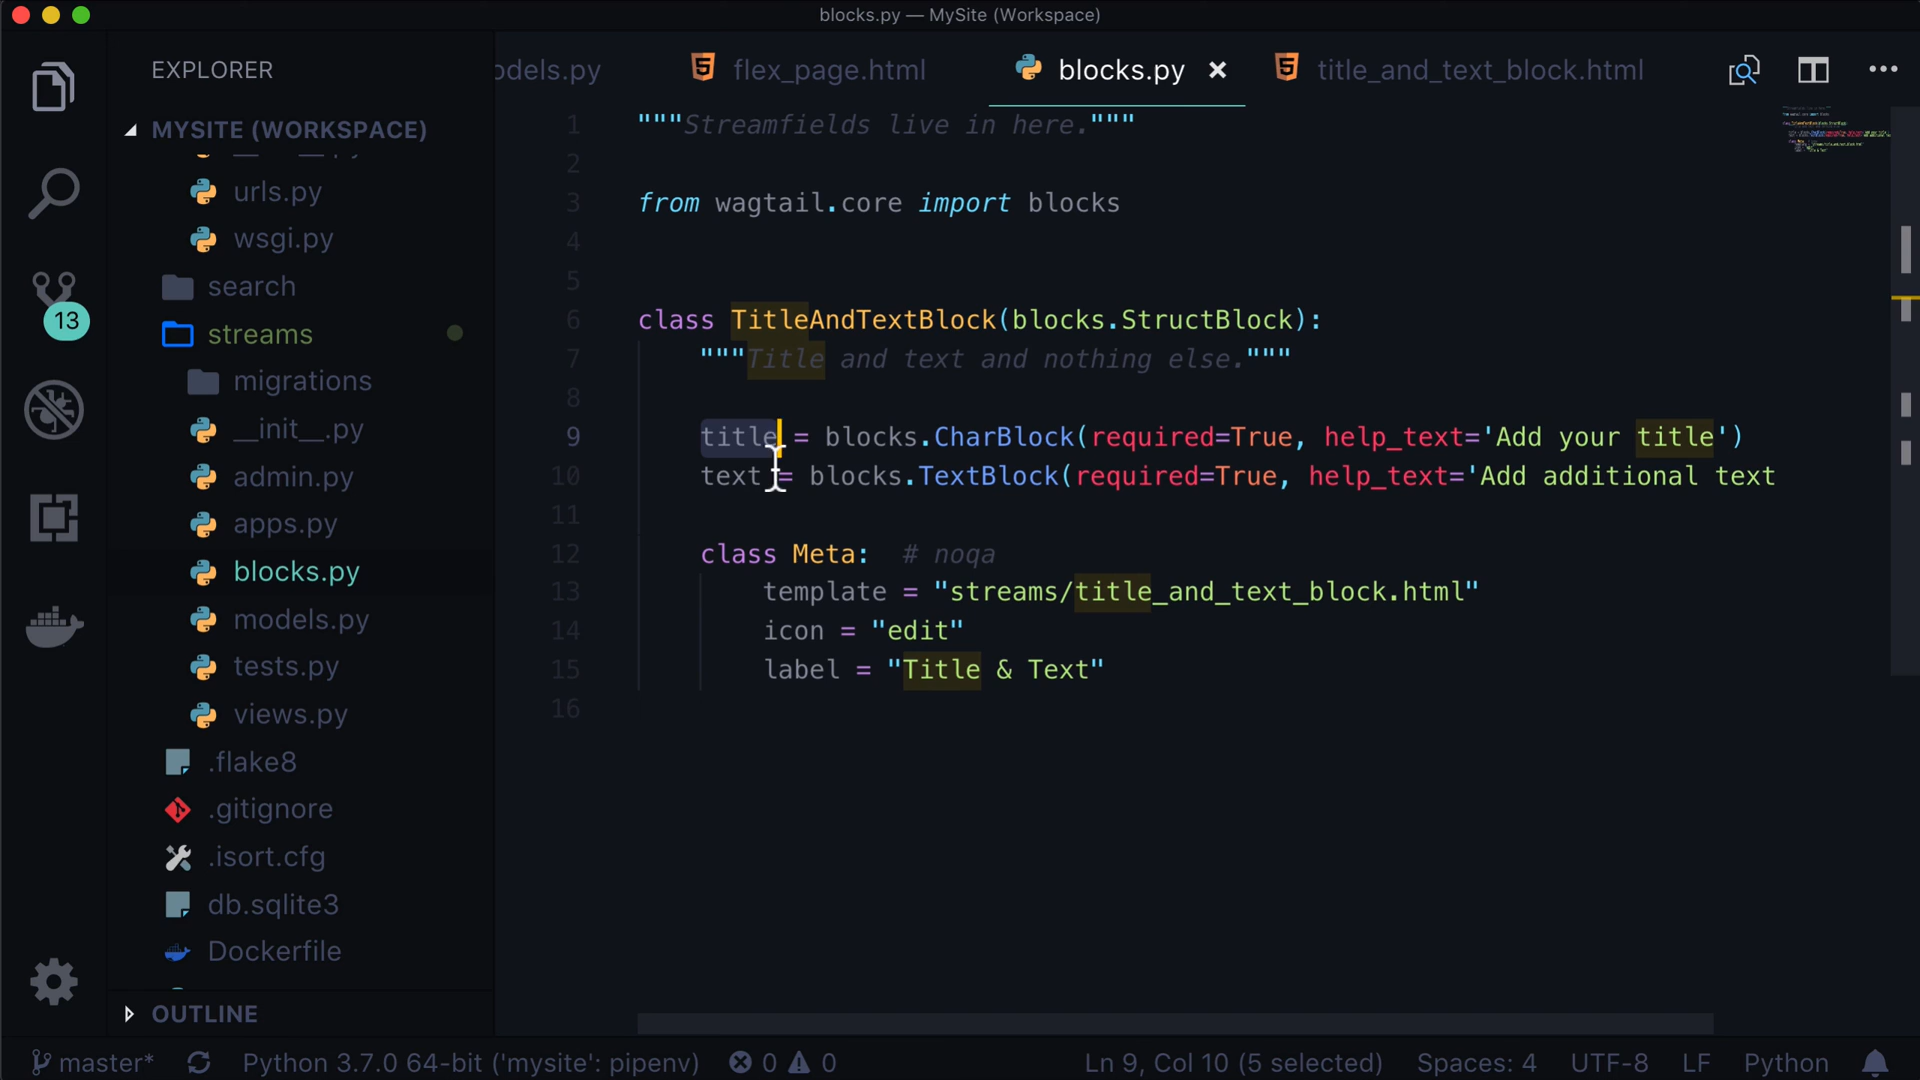 blocks.py — MySite (Workspace)
EXPLORER
MYSITE (WORKSPACE)
urls.py
wsgi.py
search
13
streams
migrations
__init__.py
admin.py
apps.py
blocks.py
models.py
tests.py
views.py
.flake8
.gitignore
.isort.cfg
db.sqlite3
Dockerfile
OUTLINE
odels.py
flex_page.html
blocks.py
title_and_text_block.html
1 """Streamfields live in here."""
2
3 from wagtail.core import blocks
4
5
6 class TitleAndTextBlock(blocks.StructBlock):
7 """Title and text and nothing else."""
8
9 title = blocks.CharBlock(required=True, help_text='Add your title')
10 text = blocks.TextBlock(required=True, help_text='Add additional text
11
12 class Meta:  # noqa
13 template = "streams/title_and_text_block.html"
14 icon = "edit"
15 label = "Title & Text"
16
master* Python 3.7.0 64-bit ('mysite': pipenv) 0 0 Ln 9, Col 10 (5 selected) Spaces: 4 UTF-8 LF Python